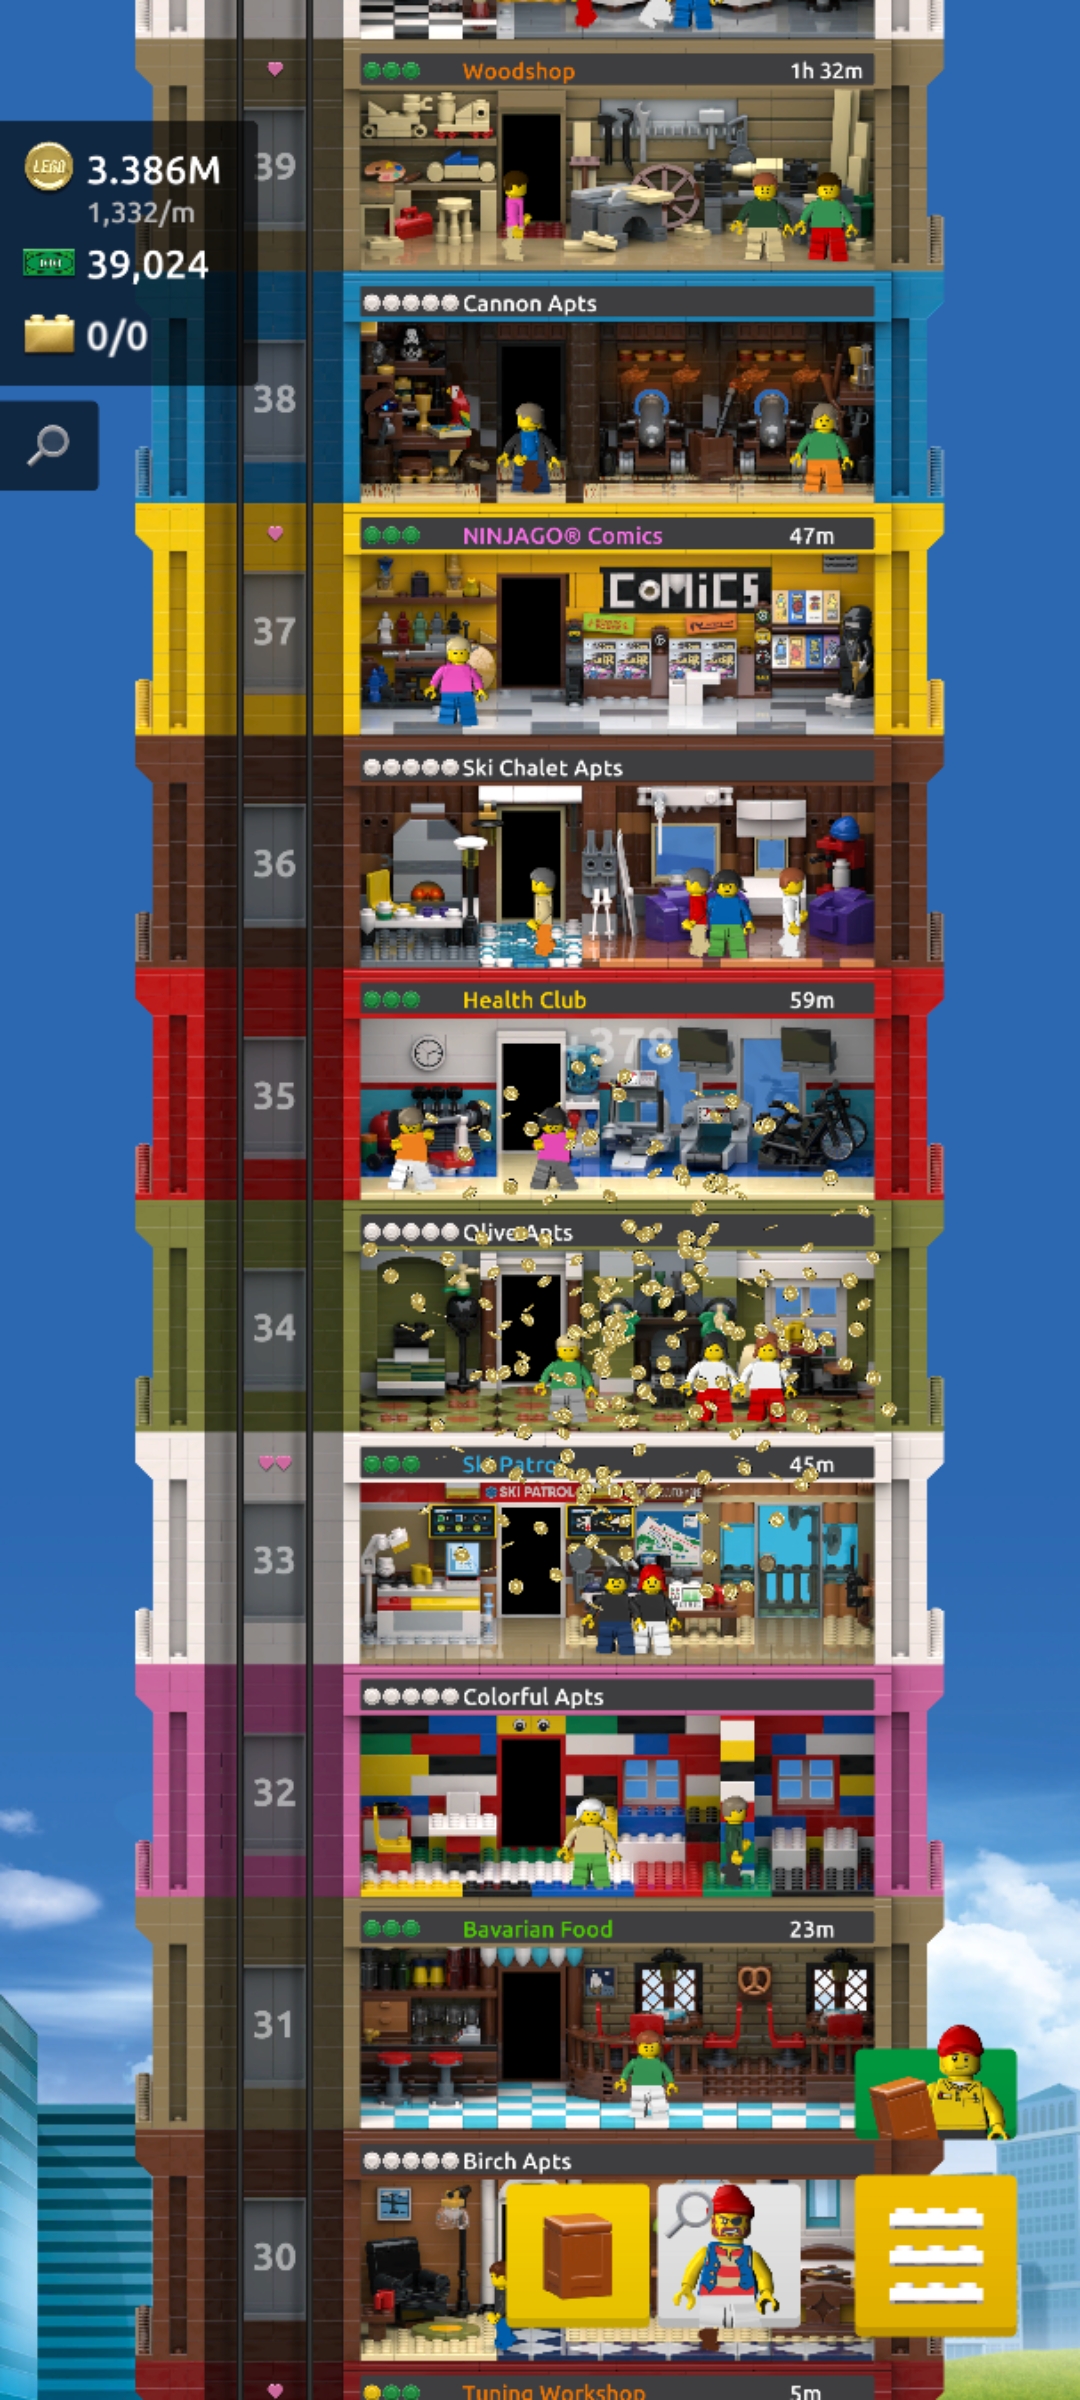 Woodshop 1h 32m
39
LEGO 3.386M
1,332/m
39,024
0/0
Cannon Apts
38
NINJAGO® Comics 47m
COMiCS
37
Ski Chalet Apts
36
Health Club 59m
+378
35
Olive Apts
34
Ski Patrol 45m
SKI PATROL
33
Colorful Apts
32
Bavarian Food 23m
31
Birch Apts
30
Tuning Workshop 5m